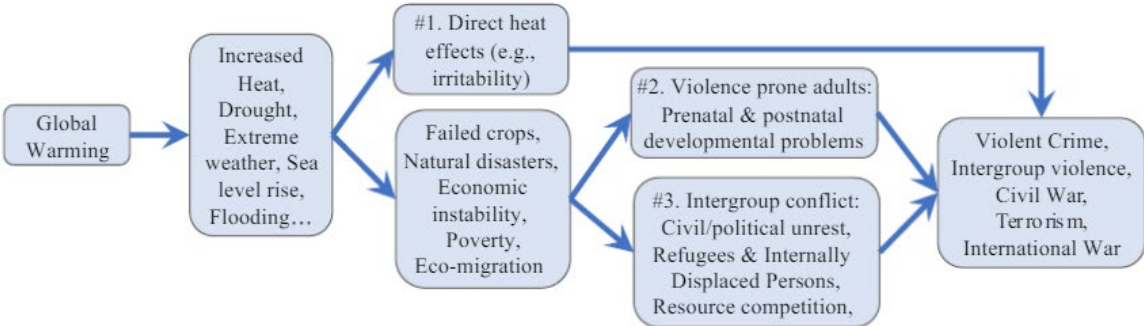 Global
Warming
Increased
Heat,
Drought,
Extreme
weather, Sea
level rise,
Flooding…
#1. Direct heat
effects (e.g.,
irritability)
Failed crops,
Natural disasters,
Economic
instability,
Poverty,
Eco-migration
#2. Violence prone adults:
Prenatal & postnatal
developmental problems
#3. Intergroup conflict:
Civil/political unrest,
Refugees & Internally
Displaced Persons,
Resource competition,
Violent Crime,
Intergroup violence,
Civil War,
Terrorism,
International War